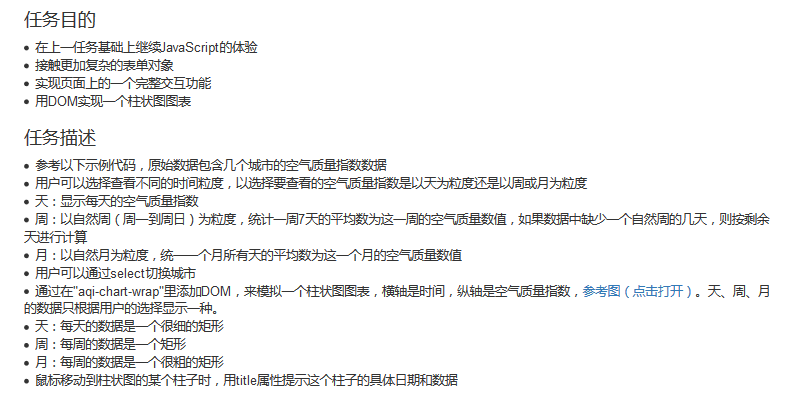 任务目的
在上一任务基础上继续JavaScript的体验
接触更加复杂的表单对象
实现页面上的一个完整交互功能
用DOM实现一个柱状图图表
任务描述
参考以下示例代码，原始数据包含几个城市的空气质量指数数据
用户可以选择查看不同的时间粒度，以选择要查看的空气质量指数是以天为粒度还是以周或月为粒度
天：显示每天的空气质量指数
周：以自然周（周一到周日）为粒度，统计一周7天的平均数为这一周的空气质量数值，如果数据中缺少一个自然周的几天，则按剩余
天进行计算
月：以自然月为粒度，统一一个月所有天的平均数为这一个月的空气质量数值
用户可以通过select切换城市
通过在"aqi-chart-wrap"里添加DOM，来模拟一个柱状图图表，横轴是时间，纵轴是空气质量指数，参考图（点击打开）。天、周、月
的数据只根据用户的选择显示一种。
天：每天的数据是一个很细的矩形
周：每周的数据是一个矩形
月：每周的数据是一个很粗的矩形
鼠标移动到柱状图的某个柱子时，用title属性提示这个柱子的具体日期和数据